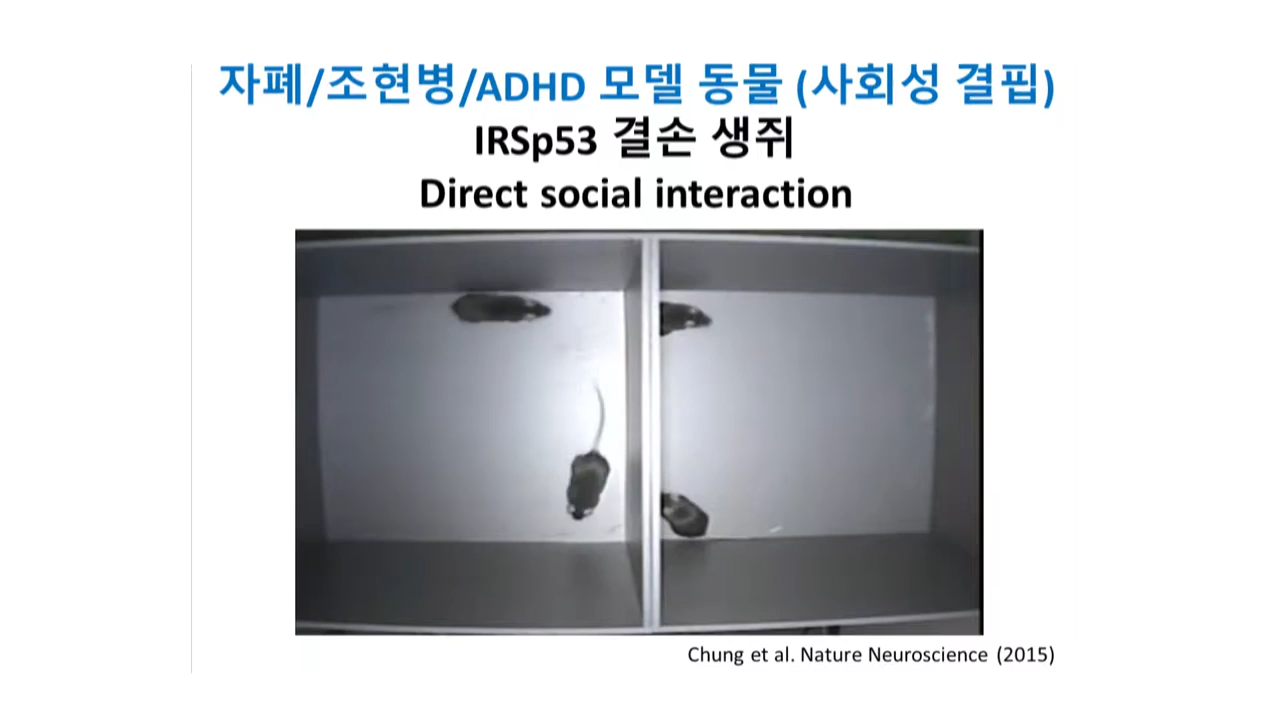 자폐/조현병/ADHD 모델 동물 (사회성 결핍)
IRSp53 결손 생쥐
Direct social interaction
Chung et al. Nature Neuroscience (2015)